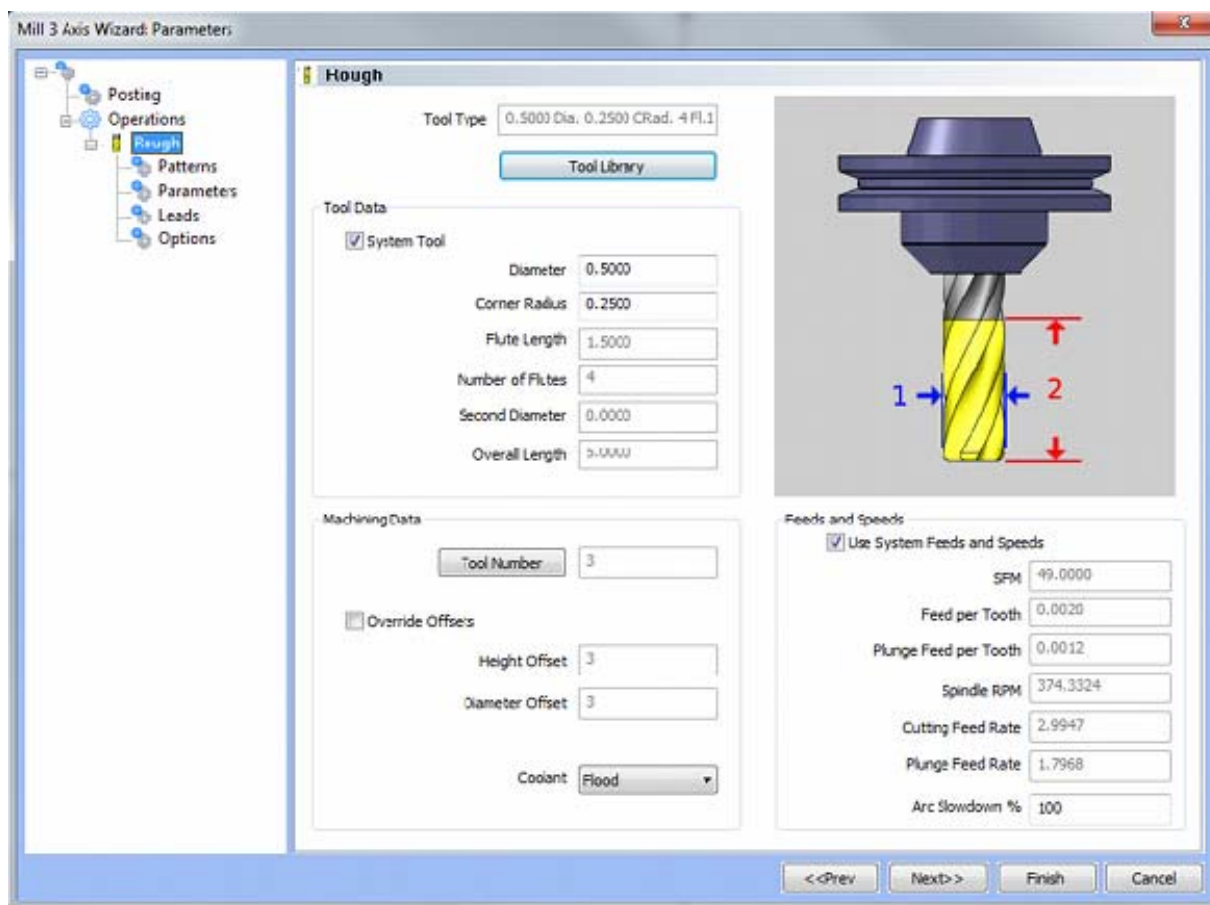 Mill 3 Axis Wizard: Parameters
Posting
Operations
Rough
Patterns
Parameters
Leads
Options
Rough
Tool Type 0.5000 Dia. 0.2500 CRad. 4 Fl.1
Tool Library
Tool Data
System Tool
Diameter 0.5000
Corner Radius 0.2500
Flute Length 1.5000
Number of Flutes 4
Second Diameter 0.0000
Overall Length 5.0000
1
2
Machining Data
Tool Number 3
Override Offsets
Height Offset 3
Diameter Offset 3
Coolant Flood
Feeds and Speeds
Use System Feeds and Speeds
SFM 49.0000
Feed per Tooth 0.0020
Plunge Feed per Tooth 0.0012
Spindle RPM 374.3324
Cutting Feed Rate 2.9947
Plunge Feed Rate 1.7968
Arc Slowdown % 100
<<Prev
Next>>
Finish
Cancel